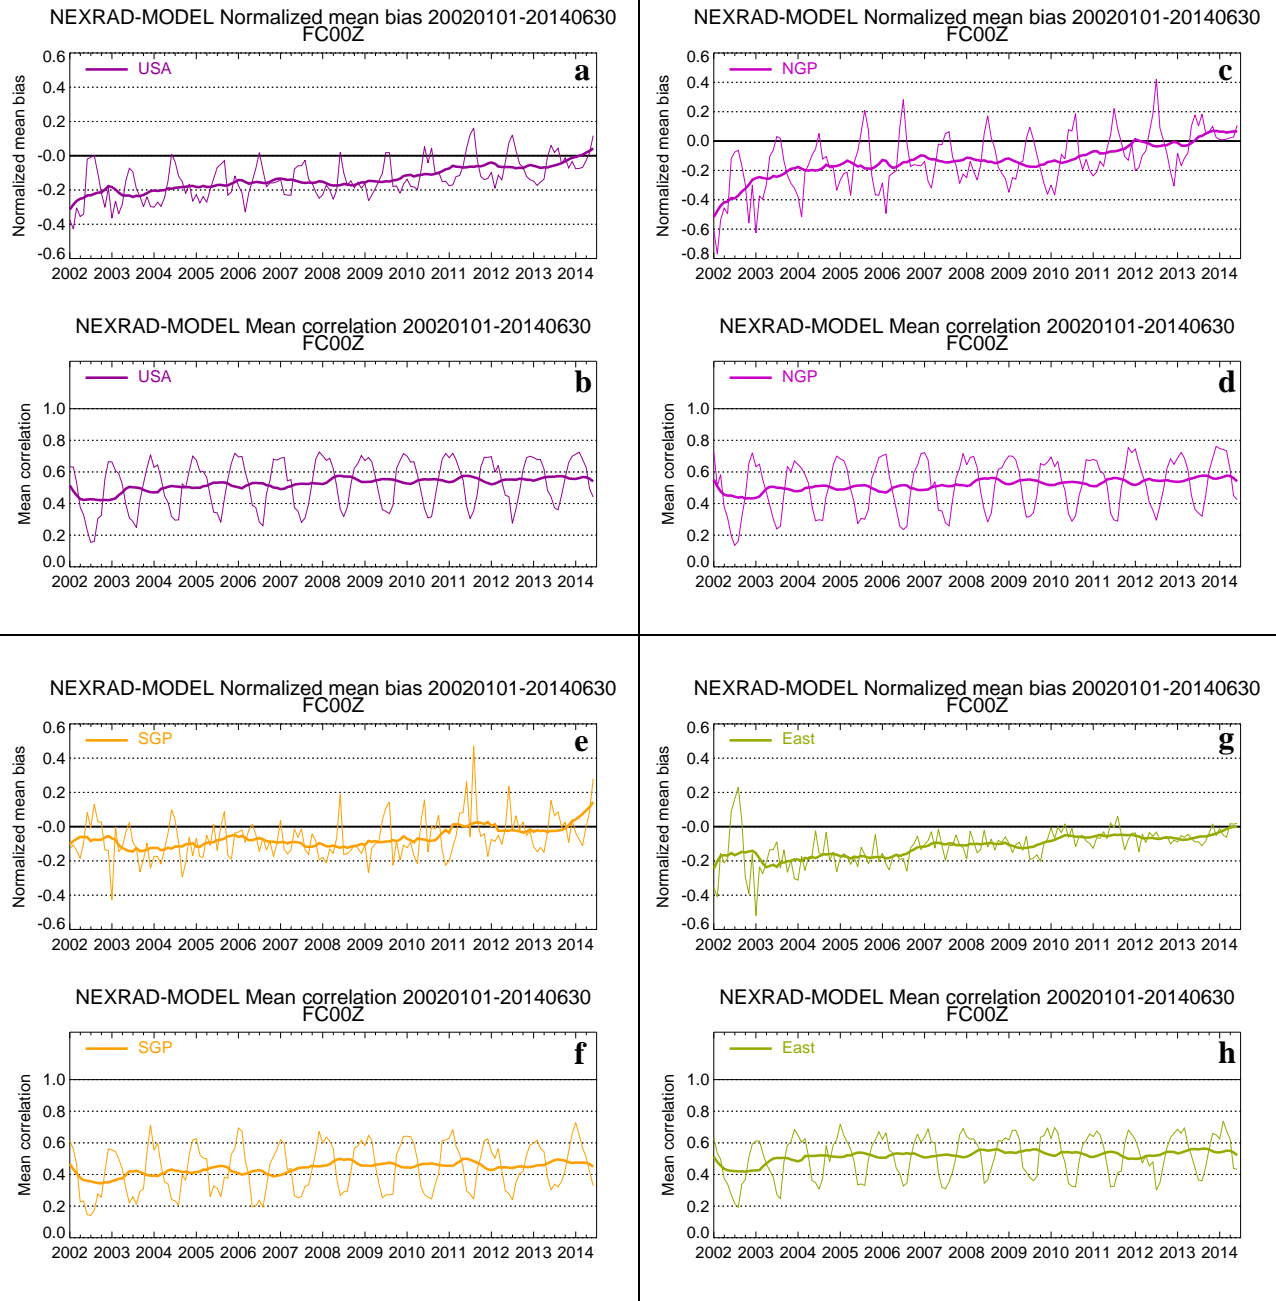 NEXRAD-MODEL Normalized mean bias 20020101-20140630
FC00Z
USA
a
Normalized mean bias
0.6
0.4
0.2
-0.0
-0.2
-0.4
-0.6
2002 2003 2004 2005 2006 2007 2008 2009 2010 2011 2012 2013 2014
NEXRAD-MODEL Mean correlation 20020101-20140630
FC00Z
USA
b
Mean correlation
1.0
0.8
0.6
0.4
0.2
0.0
2002 2003 2004 2005 2006 2007 2008 2009 2010 2011 2012 2013 2014
NEXRAD-MODEL Normalized mean bias 20020101-20140630
FC00Z
NGP
c
Normalized mean bias
0.6
0.4
0.2
0.0
-0.2
-0.4
-0.6
-0.8
2002 2003 2004 2005 2006 2007 2008 2009 2010 2011 2012 2013 2014
NEXRAD-MODEL Mean correlation 20020101-20140630
FC00Z
NGP
d
Mean correlation
1.0
0.8
0.6
0.4
0.2
0.0
2002 2003 2004 2005 2006 2007 2008 2009 2010 2011 2012 2013 2014
NEXRAD-MODEL Normalized mean bias 20020101-20140630
FC00Z
SGP
e
Normalized mean bias
0.6
0.4
0.2
-0.0
-0.2
-0.4
-0.6
2002 2003 2004 2005 2006 2007 2008 2009 2010 2011 2012 2013 2014
NEXRAD-MODEL Mean correlation 20020101-20140630
FC00Z
SGP
f
Mean correlation
1.0
0.8
0.6
0.4
0.2
0.0
2002 2003 2004 2005 2006 2007 2008 2009 2010 2011 2012 2013 2014
NEXRAD-MODEL Normalized mean bias 20020101-20140630
FC00Z
East
g
Normalized mean bias
0.6
0.4
0.2
-0.0
-0.2
-0.4
-0.6
2002 2003 2004 2005 2006 2007 2008 2009 2010 2011 2012 2013 2014
NEXRAD-MODEL Mean correlation 20020101-20140630
FC00Z
East
h
Mean correlation
1.0
0.8
0.6
0.4
0.2
0.0
2002 2003 2004 2005 2006 2007 2008 2009 2010 2011 2012 2013 2014